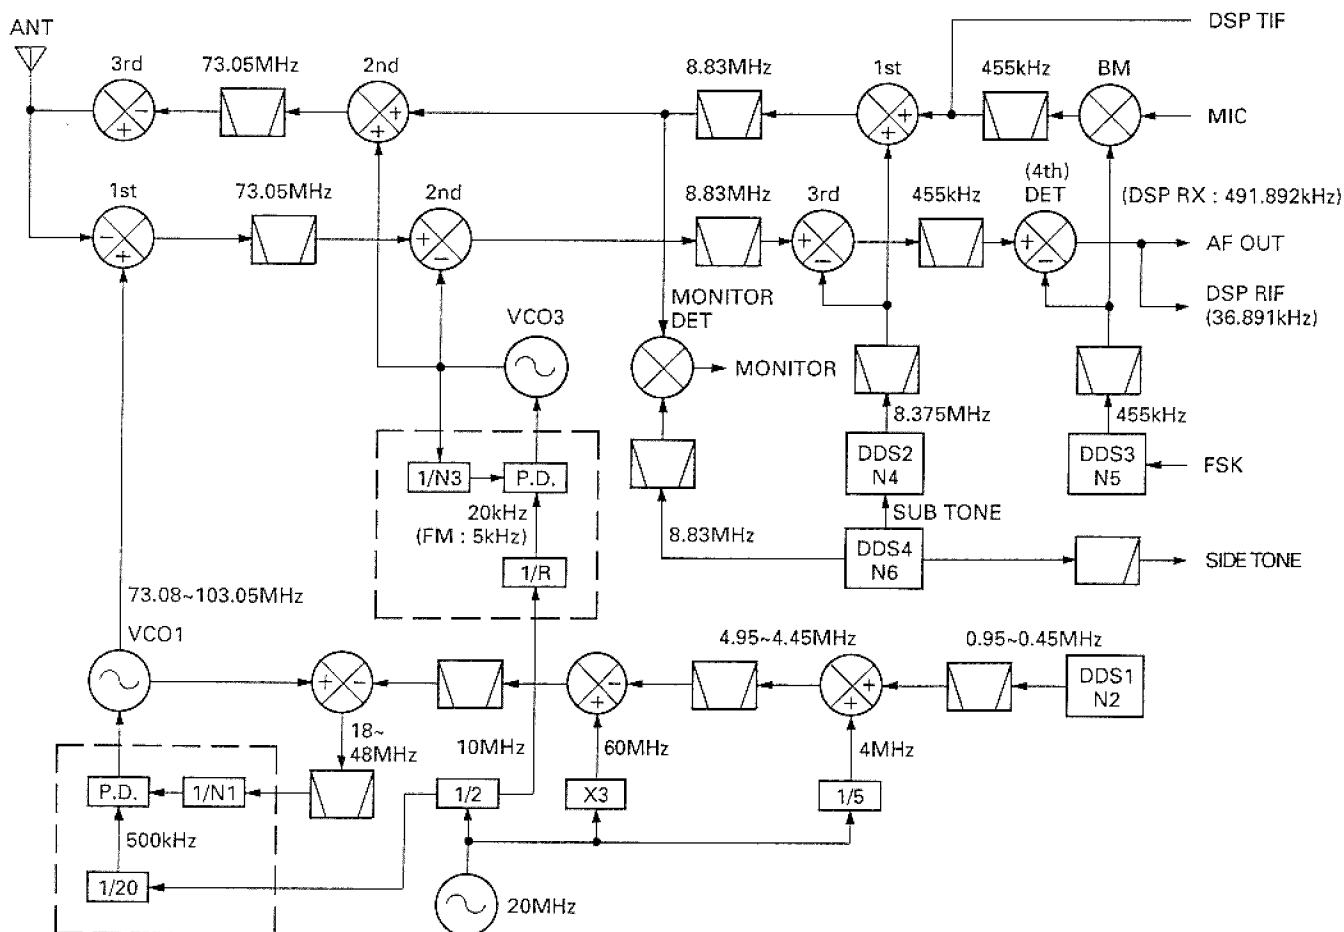 ANT
DSP TIF
3rd
73.05MHz
2nd
8.83MHz
1st
455kHz
BM
MIC
1st
73.05MHz
2nd
8.83MHz
3rd
455kHz
(4th)
DET
(DSP RX : 491.892kHz)
AF OUT
DSP RIF
(36.891kHz)
MONITOR
DET
VCO3
MONITOR
8.375MHz
455kHz
1/N3
P.D.
DDS2
N4
DDS3
N5
FSK
20kHz
(FM : 5kHz)
SUB TONE
8.83MHz
DDS4
N6
SIDE TONE
1/R
73.08~103.05MHz
VCO1
4.95~4.45MHz
0.95~0.45MHz
DDS1
N2
18~
48MHz
10MHz
60MHz
4MHz
P.D.
1/N1
1/2
X3
1/5
500kHz
1/20
20MHz